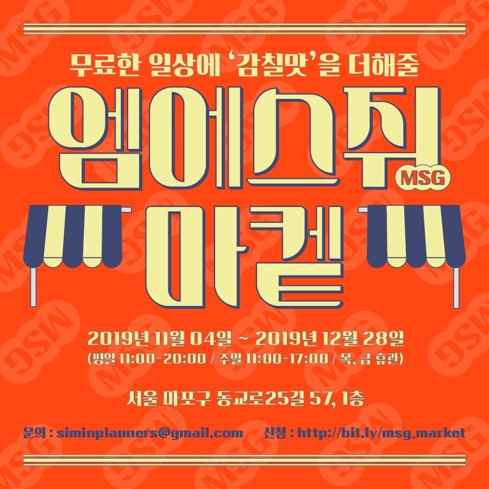 무료한 일상에 ‘감칠맛’을 더해줄
엠에스줘
MSG
마켙
2019년 11월 04일 ~ 2019년 12월 28일
(평일 11:00-20:00 / 주말 11:00-17:00 / 목, 금 휴관)
서울 마포구 동교로25길 57, 1층
문의 : siminplanners@gmail.com 신청 : http://bit.ly/msg_market